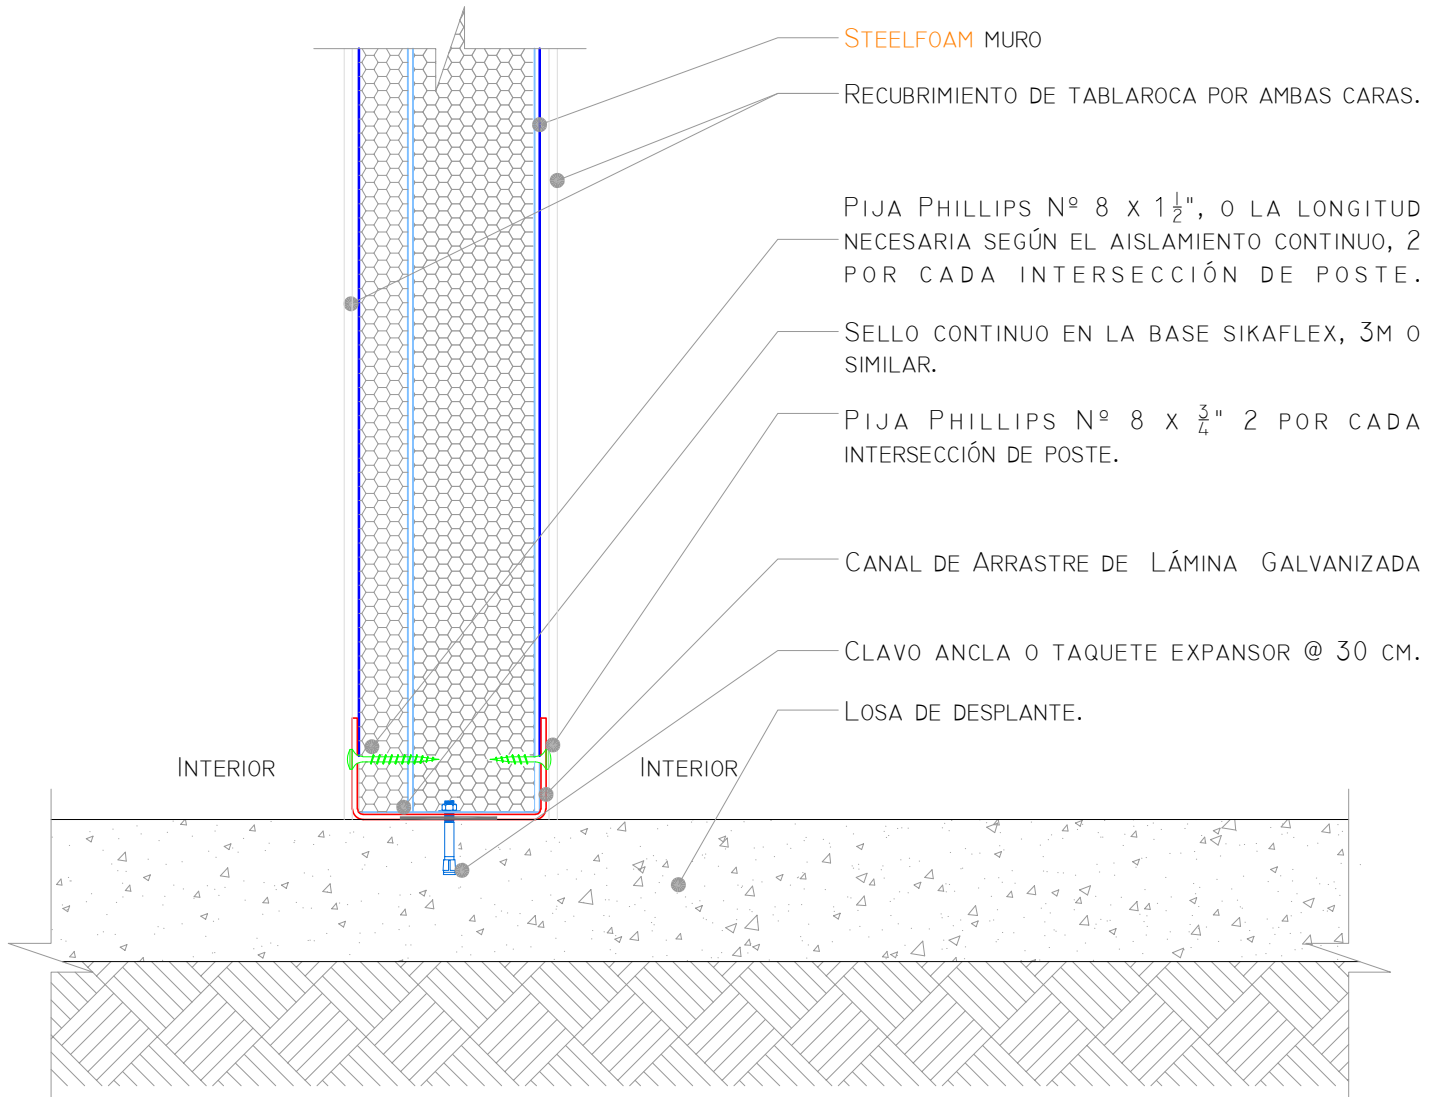 STEELFOAM MURO
RECUBRIMIENTO DE TABLAROCA POR AMBAS CARAS.
PIJA PHILLIPS Nº 8 X 1 1/2", O LA LONGITUD
NECESARIA SEGÚN EL AISLAMIENTO CONTINUO, 2
POR CADA INTERSECCIÓN DE POSTE.
SELLO CONTINUO EN LA BASE SIKAFLEX, 3M O
SIMILAR.
PIJA PHILLIPS Nº 8 X 3/4" 2 POR CADA
INTERSECCIÓN DE POSTE.
CANAL DE ARRASTRE DE LÁMINA GALVANIZADA
CLAVO ANCLA O TAQUETE EXPANSOR @ 30 CM.
LOSA DE DESPLANTE.
INTERIOR
INTERIOR